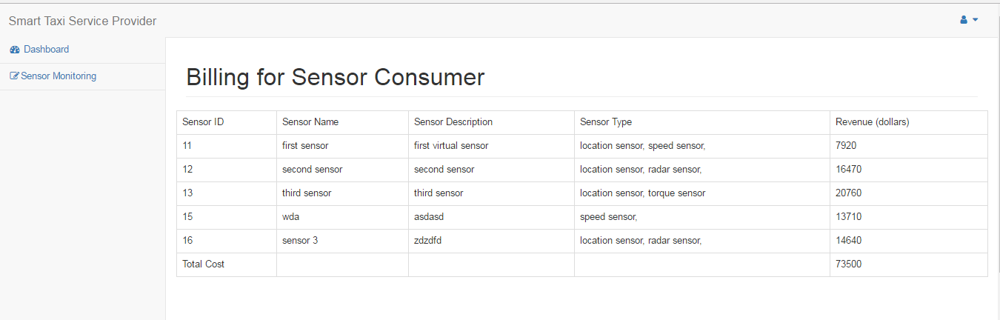 Smart Taxi Service Provider
Dashboard
Sensor Monitoring
Billing for Sensor Consumer
Sensor ID Sensor Name Sensor Description Sensor Type Revenue (dollars)
11 first sensor first virtual sensor location sensor, speed sensor, 7920
12 second sensor second sensor location sensor, radar sensor, 16470
13 third sensor third sensor location sensor, torque sensor 20760
15 wda asdasd speed sensor, 13710
16 sensor 3 zdzdfd location sensor, radar sensor, 14640
Total Cost 73500